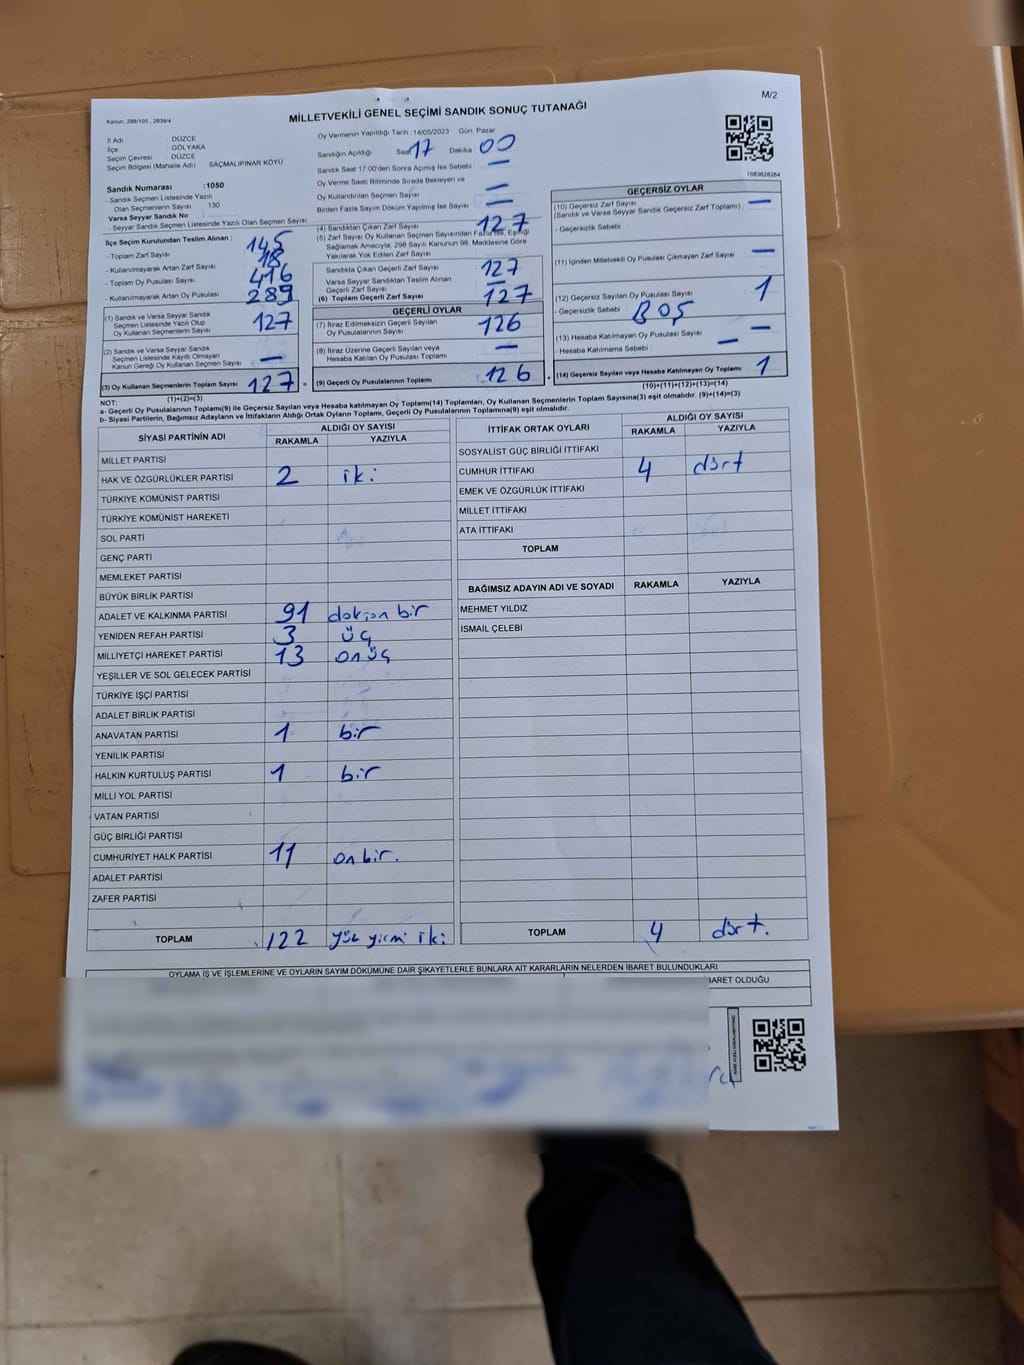 M/2
Kanun: 298/105 , 2839/4
MİLLETVEKİLİ GENEL SEÇİMİ SANDIK SONUÇ TUTANAĞI
İl Adı : DÜZCE
İlçe : GÖLYAKA
Seçim Çevresi : DÜZCE
Seçim Bölgesi (Mahalle Adı) : SAÇMALIPINAR KÖYÜ
Sandık Numarası : 1050
- Sandık Seçmen Listesinde Yazılı
Olan Seçmenlerin Sayısı : 130
Varsa Seyyar Sandık No :
- Seyyar Sandık Seçmen Listesinde Yazılı Olan Seçmen Sayısı :
Oy Vermenin Yapıldığı Tarih : 14/05/2023 Gün: Pazar
Sandığın Açıldığı Saat 17 Dakika 00
Sandık Saat 17.00'den Sonra Açılmış İse Sebebi : —
Oy Verme Saati Bitiminde Sırada Bekleyen ve
Oy Kullandırılan Seçmen Sayısı : —
Birden Fazla Sayım Döküm Yapılmış İse Sayısı : —
1083628264
İlçe Seçim Kurulundan Teslim Alınan :
- Toplam Zarf Sayısı 145
- Kullanılmayarak Artan Zarf Sayısı 18
- Toplam Oy Pusulası Sayısı 416
- Kullanılmayarak Artan Oy Pusulası 289
(1) Sandık ve Varsa Seyyar Sandık
Seçmen Listesinde Yazılı Olup
Oy Kullanan Seçmenlerin Sayısı 127
(2) Sandık ve Varsa Seyyar Sandık
Seçmen Listesinde Kayıtlı Olmayan
Kanun Gereği Oy Kullanan Seçmen Sayısı —
(3) Oy Kullanan Seçmenlerin Toplam Sayısı 127 =
(1)+(2)=(3)
(4) Sandıktan Çıkan Zarf Sayısı 127
(5) Zarf Sayısı Oy Kullanan Seçmen Sayısından Fazla İse, Eşitliği
Sağlamak Amacıyla, 298 Sayılı Kanunun 98. Maddesine Göre
Yakılarak Yok Edilen Zarf Sayısı :
Sandıkta Çıkan Geçerli Zarf Sayısı 127
Varsa Seyyar Sandıktan Teslim Alınan
Geçerli Zarf Sayısı —
(6) Toplam Geçerli Zarf Sayısı 127
GEÇERLİ OYLAR
(7) İtiraz Edilmeksizin Geçerli Sayılan
Oy Pusulalarının Sayısı 126
(8) İtiraz Üzerine Geçerli Sayılan veya
Hesaba Katılan Oy Pusulası Toplamı —
(9) Geçerli Oy Pusulalarının Toplamı 126 +
GEÇERSİZ OYLAR
(10) Geçersiz Zarf Sayısı
(Sandık ve Varsa Seyyar Sandık Geçersiz Zarf Toplamı) : —
- Geçersizlik Sebebi :
(11) İçinden Milletvekili Oy Pusulası Çıkmayan Zarf Sayısı : —
(12) Geçersiz Sayılan Oy Pusulası Sayısı : 1
- Geçersizlik Sebebi : BOŞ
(13) Hesaba Katılmayan Oy Pusulası Sayısı : —
- Hesaba Katılmama Sebebi : —
(14) Geçersiz Sayılan veya Hesaba Katılmayan Oy Toplamı 1
(10)+(11)+(12)+(13)=(14)
NOT:
a- Geçerli Oy Pusulalarının Toplamı(9) ile Geçersiz Sayılan veya Hesaba Katılmayan Oy Pusulalarının Toplamı(14) Toplamları, Oy Kullanan Seçmenlerin Toplam Sayısına(3) eşit olmalıdır. (9)+(14)=(3)
b- Siyasi Partilerin, Bağımsız Adayların ve İttifakların Aldığı Ortak Oyların Toplamı, Geçerli Oy Pusulalarının Toplamına(9) eşit olmalıdır.
SİYASİ PARTİNİN ADI ALDIĞI OY SAYISI
RAKAMLA YAZIYLA
MİLLET PARTİSİ
HAK VE ÖZGÜRLÜKLER PARTİSİ 2 iki
TÜRKİYE KOMÜNİST PARTİSİ
TÜRKİYE KOMÜNİST HAREKETİ
SOL PARTİ
GENÇ PARTİ
MEMLEKET PARTİSİ
BÜYÜK BİRLİK PARTİSİ
ADALET VE KALKINMA PARTİSİ 91 doksan bir
YENİDEN REFAH PARTİSİ 3 üç
MİLLİYETÇİ HAREKET PARTİSİ 13 onüç
YEŞİLLER VE SOL GELECEK PARTİSİ
TÜRKİYE İŞÇİ PARTİSİ
ADALET BİRLİK PARTİSİ
ANAVATAN PARTİSİ 1 bir
YENİLİK PARTİSİ
HALKIN KURTULUŞ PARTİSİ 1 bir
MİLLİ YOL PARTİSİ
VATAN PARTİSİ
GÜÇ BİRLİĞİ PARTİSİ
CUMHURİYET HALK PARTİSİ 11 onbir.
ADALET PARTİSİ
ZAFER PARTİSİ
TOPLAM 122 yüz yirmi iki
İTTİFAK ORTAK OYLARI ALDIĞI OY SAYISI
RAKAMLA YAZIYLA
SOSYALİST GÜÇ BİRLİĞİ İTTİFAKI
CUMHUR İTTİFAKI 4 dört
EMEK VE ÖZGÜRLÜK İTTİFAKI
MİLLET İTTİFAKI
ATA İTTİFAKI
TOPLAM
BAĞIMSIZ ADAYIN ADI VE SOYADI RAKAMLA YAZIYLA
MEHMET YILDIZ
İSMAİL ÇELEBİ
TOPLAM 4 dört.
OYLAMA İŞ VE İŞLEMLERİNE VE OYLARIN SAYIM DÖKÜMÜNE DAİR ŞİKAYETLERLE BUNLARA AİT KARARLARIN NELERDEN İBARET BULUNDUKLARI
İBARET OLDUĞU